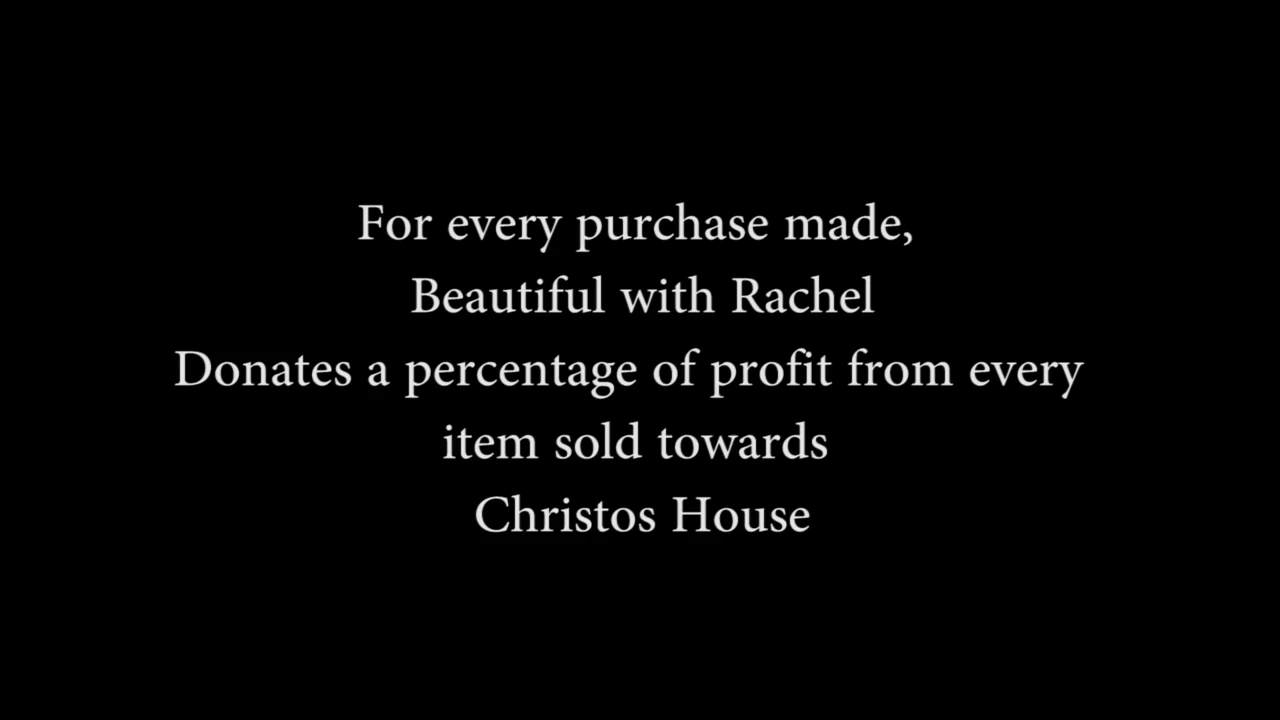 For every purchase made,
Beautiful with Rachel
Donates a percentage of profit from every
item sold towards
Christos House